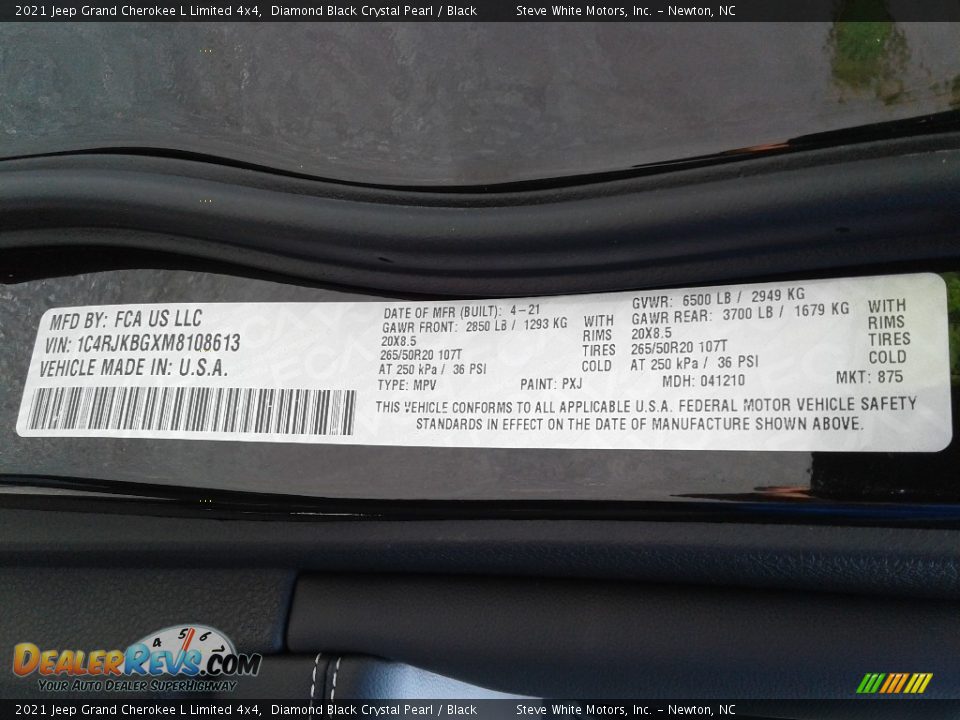 2021 Jeep Grand Cherokee L Limited 4x4, Diamond Black Crystal Pearl / Black Steve White Motors, Inc. - Newton, NC
MFD BY: FCA US LLC
VIN: 1C4RJKBGXM8108613
VEHICLE MADE IN: U.S.A.
DATE OF MFR (BUILT): 4-21
GAWR FRONT: 2850 LB / 1293 KG
20X8.5
265/50R20 107T
AT 250 kPa / 36 PSI
WITH
RIMS
TIRES
COLD
GVWR: 6500 LB / 2949 KG
GAWR REAR: 3700 LB / 1679 KG
20X8.5
265/50R20 107T
AT 250 kPa / 36 PSI
WITH
RIMS
TIRES
COLD
TYPE: MPV PAINT: PXJ MDH: 041210 MKT: 875
THIS VEHICLE CONFORMS TO ALL APPLICABLE U.S.A. FEDERAL MOTOR VEHICLE SAFETY
STANDARDS IN EFFECT ON THE DATE OF MANUFACTURE SHOWN ABOVE.
4 5 6
DEALERREVS.COM
YOUR AUTO DEALER SUPERHIGHWAY
2021 Jeep Grand Cherokee L Limited 4x4, Diamond Black Crystal Pearl / Black Steve White Motors, Inc. - Newton, NC